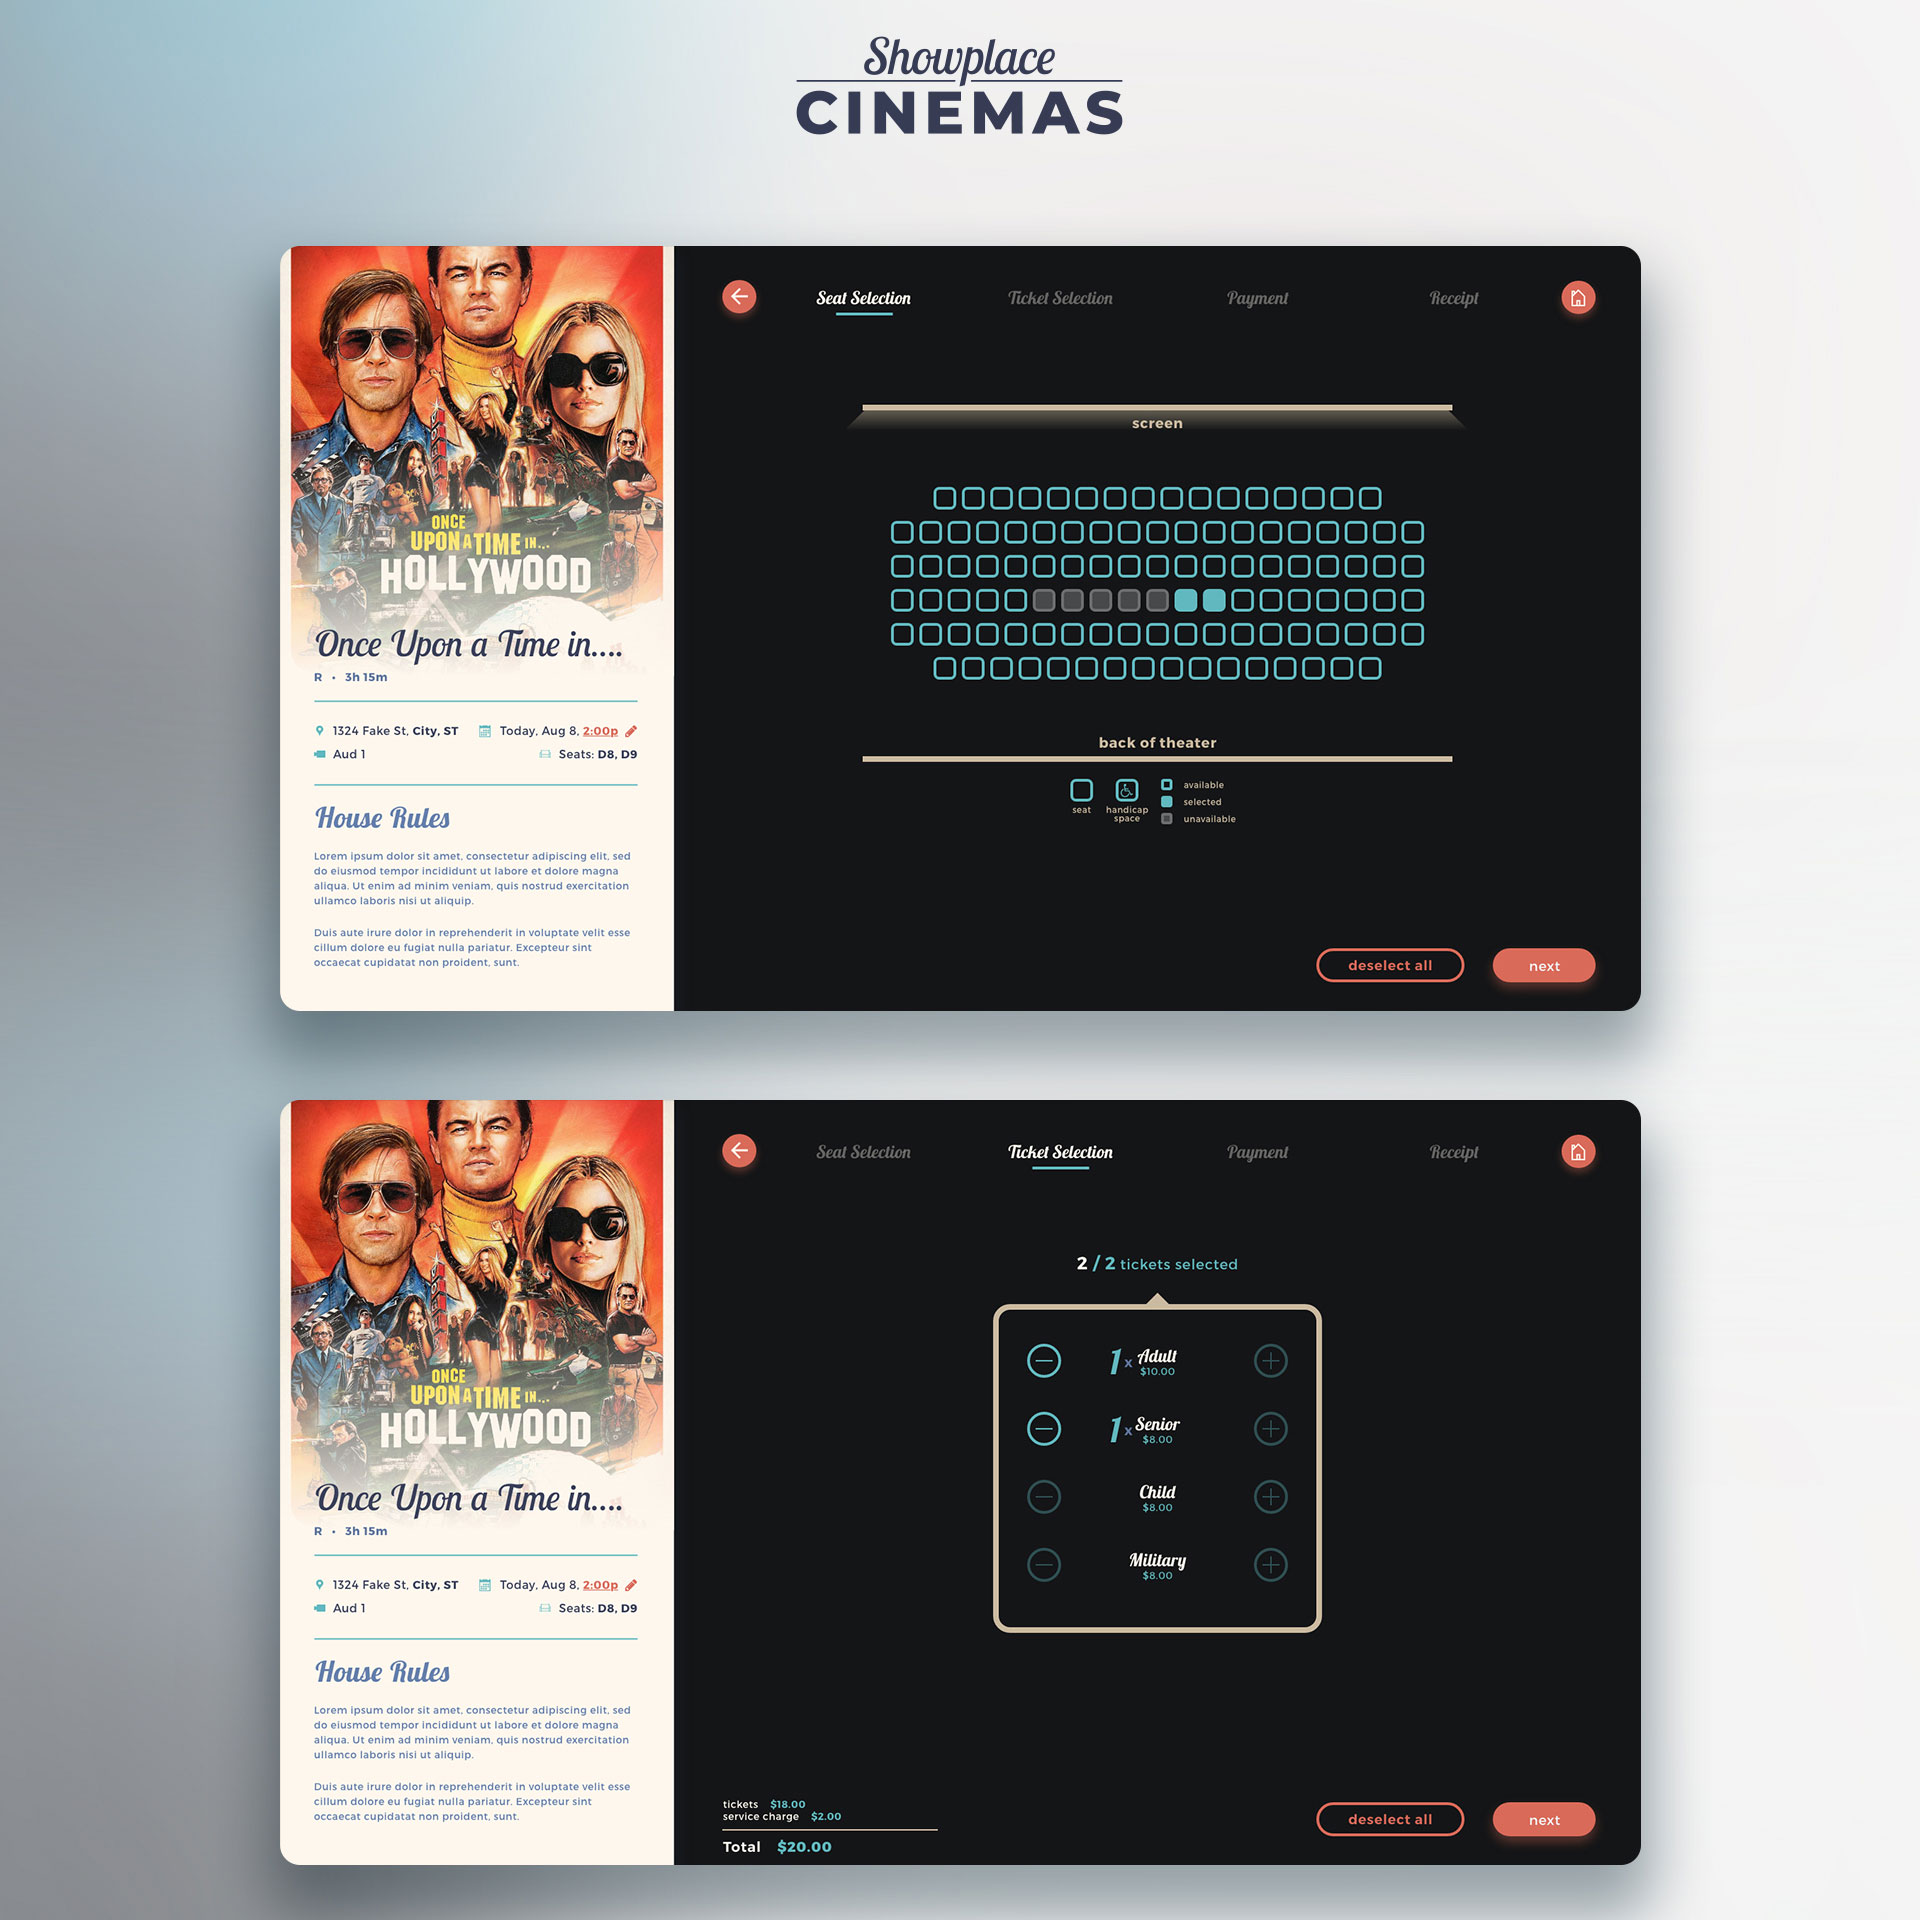 Showplace
CINEMAS
ONCE
UPON A TIME IN...
HOLLYWOOD
Once Upon a Time in....
R • 3h 15m
1324 Fake St, City, ST
Today, Aug 8, 2:00p
Aud 1
Seats: D8, D9
House Rules
Lorem ipsum dolor sit amet, consectetur adipiscing elit, sed
do eiusmod tempor incididunt ut labore et dolore magna
aliqua. Ut enim ad minim veniam, quis nostrud exercitation
ullamco laboris nisi ut aliquip.
Duis aute irure dolor in reprehenderit in voluptate velit esse
cillum dolore eu fugiat nulla pariatur. Excepteur sint
occaecat cupidatat non proident, sunt.
Seat Selection
Ticket Selection
Payment
Receipt
screen
back of theater
seat
handicap
space
available
selected
unavailable
deselect all
next
ONCE
UPON A TIME IN...
HOLLYWOOD
Once Upon a Time in....
R • 3h 15m
1324 Fake St, City, ST
Today, Aug 8, 2:00p
Aud 1
Seats: D8, D9
House Rules
Lorem ipsum dolor sit amet, consectetur adipiscing elit, sed
do eiusmod tempor incididunt ut labore et dolore magna
aliqua. Ut enim ad minim veniam, quis nostrud exercitation
ullamco laboris nisi ut aliquip.
Duis aute irure dolor in reprehenderit in voluptate velit esse
cillum dolore eu fugiat nulla pariatur. Excepteur sint
occaecat cupidatat non proident, sunt.
Seat Selection
Ticket Selection
Payment
Receipt
2 / 2 tickets selected
1 x Adult
$10.00
1 x Senior
$8.00
Child
$8.00
Military
$8.00
tickets $18.00
service charge $2.00
Total $20.00
deselect all
next